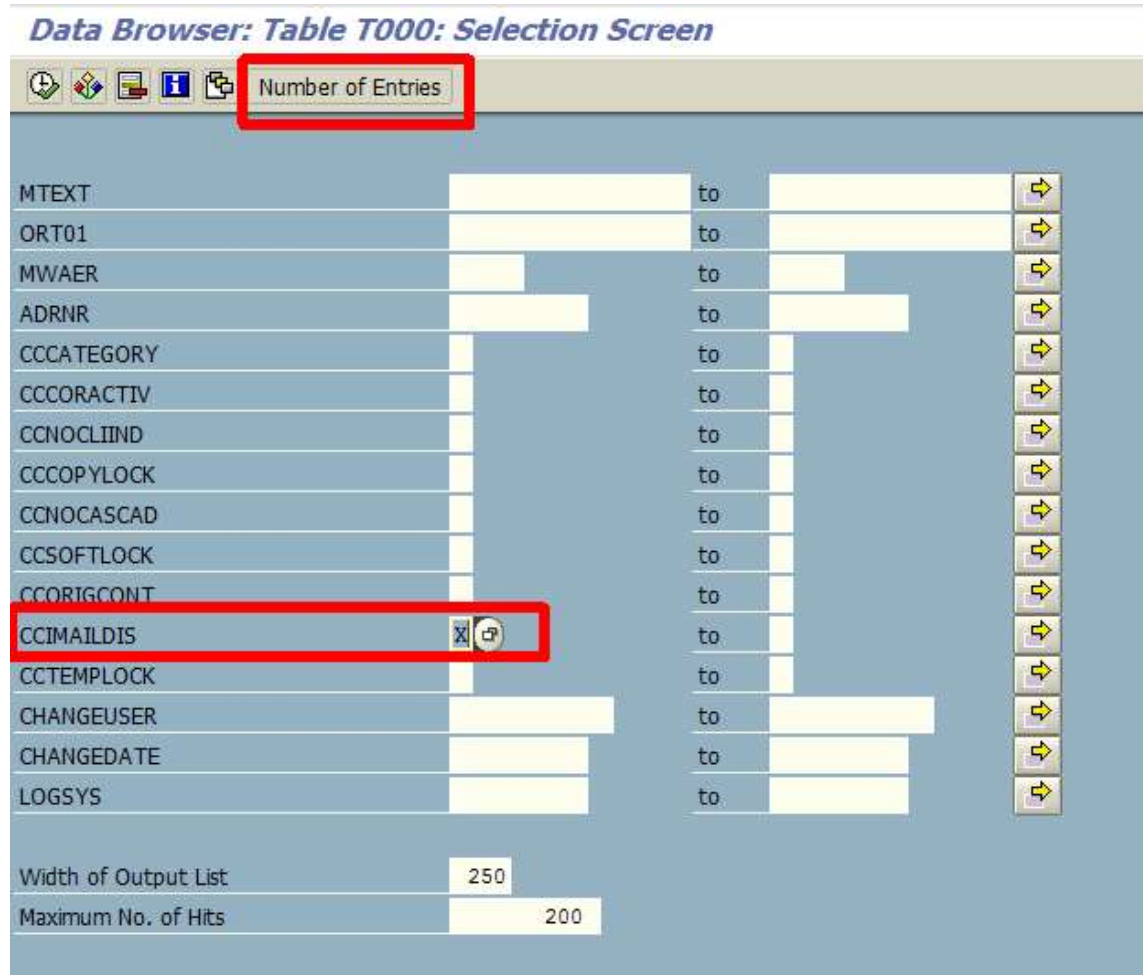 Data Browser: Table T000: Selection Screen
Number of Entries
MTEXT to
ORT01 to
MWAER to
ADRNR to
CCCATEGORY to
CCCORACTIV to
CCNOCLIIND to
CCCOPYLOCK to
CCNOCASCAD to
CCSOFTLOCK to
CCORIGCONT to
CCIMAILDIS X to
CCTEMPLOCK to
CHANGEUSER to
CHANGEDATE to
LOGSYS to
Width of Output List 250
Maximum No. of Hits 200